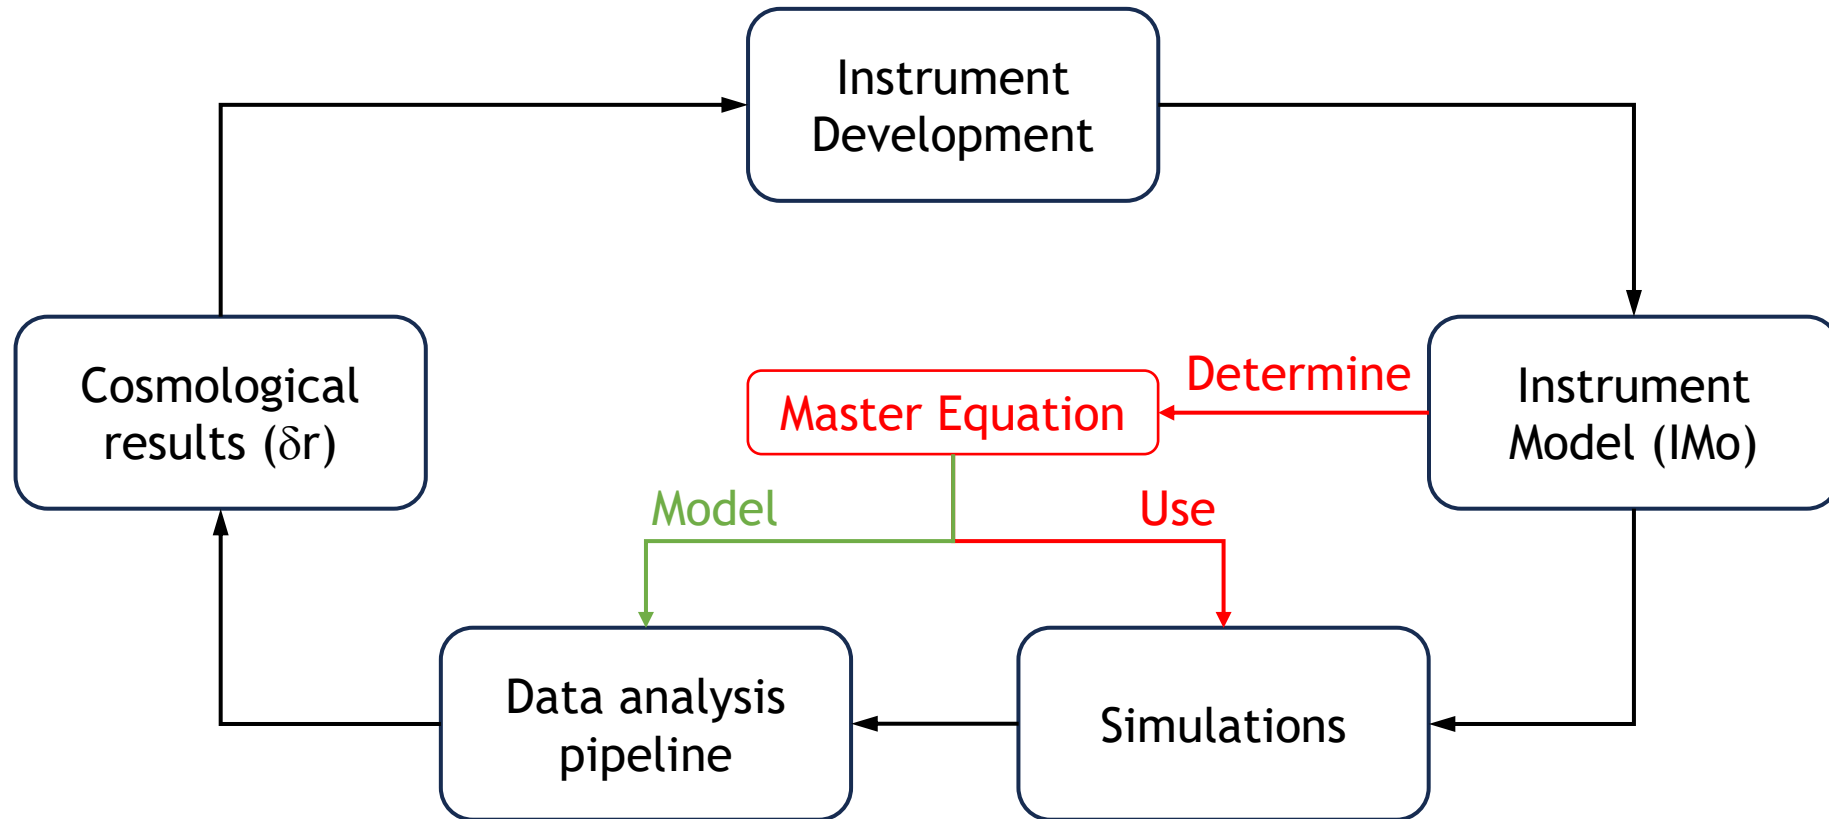 Instrument
Development
Cosmological
results (δr)
Master Equation
Determine
Instrument
Model (IMo)
Model
Use
Data analysis
pipeline
Simulations